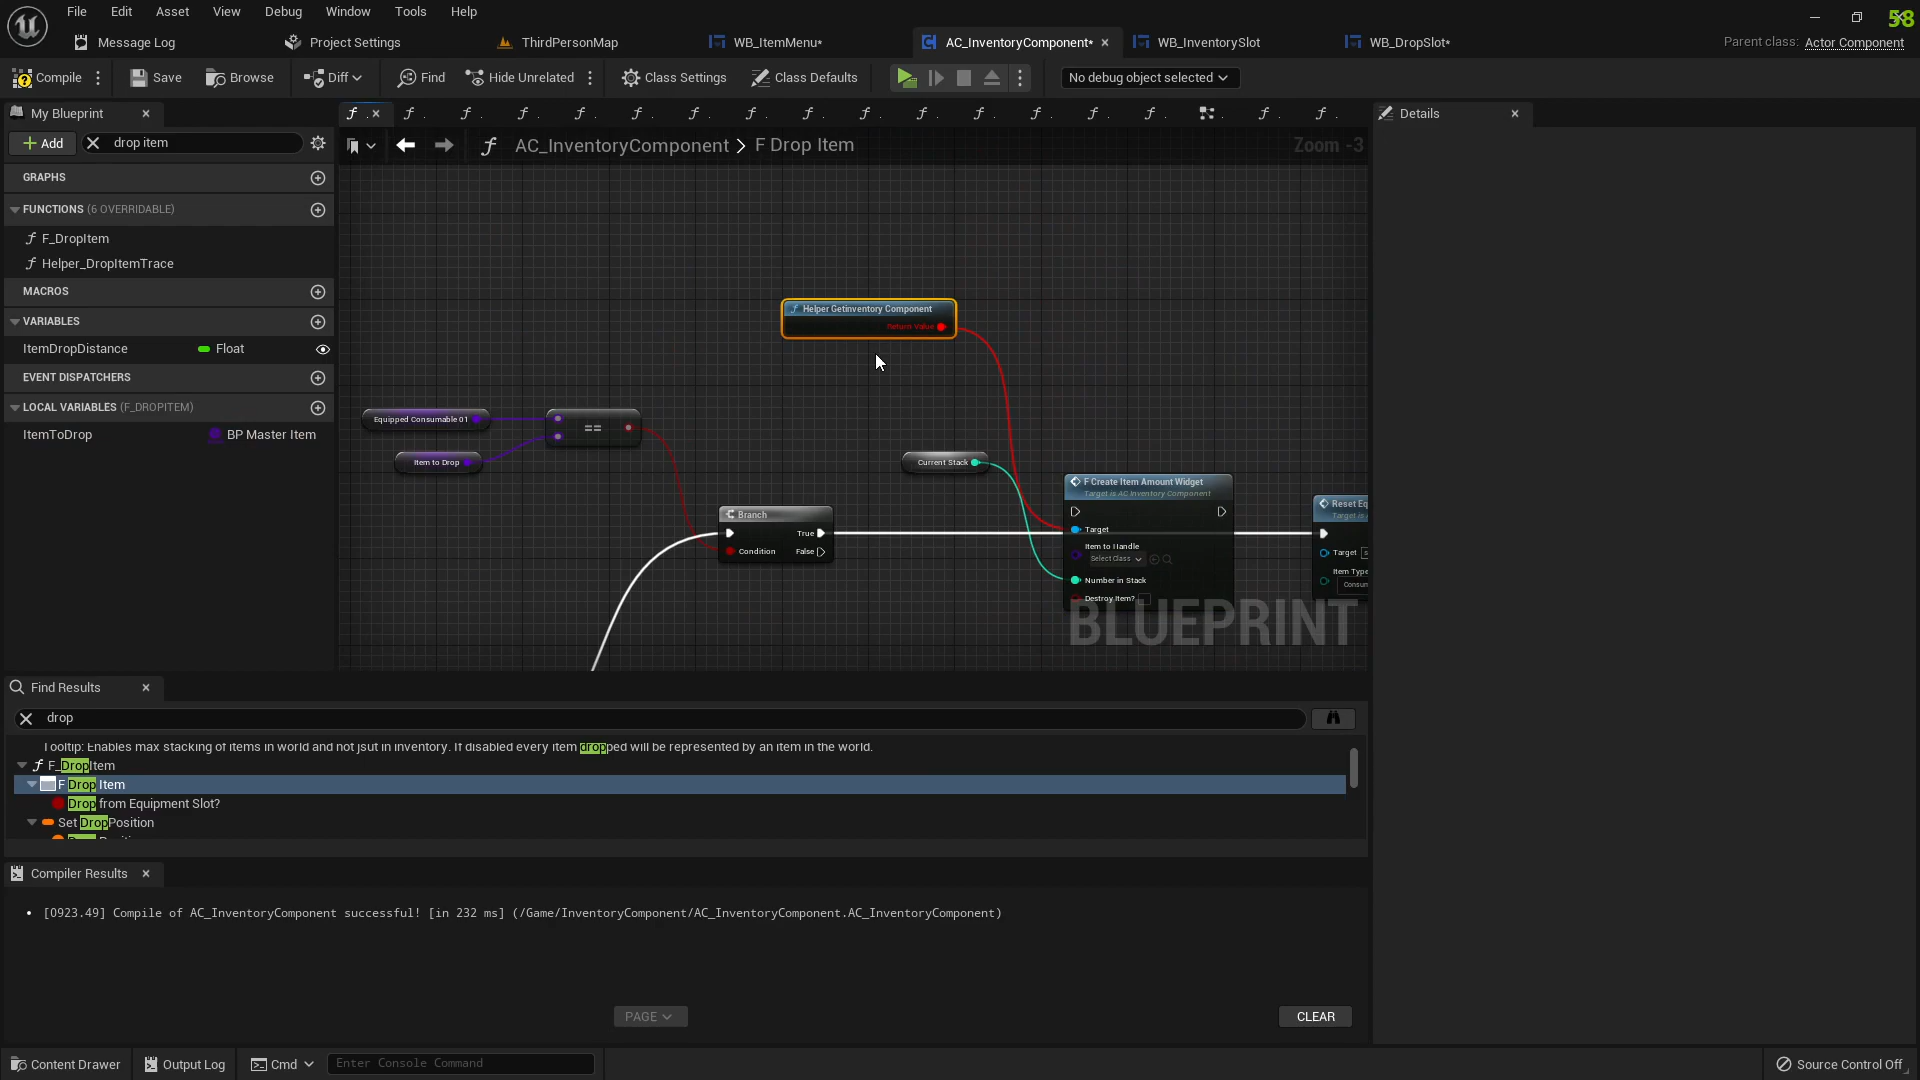 File Edit Asset View Debug Window Tools Help
58
Message Log Project Settings ThirdPersonMap WB_ItemMenu* AC_InventoryComponent* WB_InventorySlot WB_DropSlot* Parent class: Actor Component
Compile Save Browse Diff Find Hide Unrelated Class Settings Class Defaults No debug object selected
My Blueprint
Details
Add drop item
AC_InventoryComponent > F Drop Item
Zoom -3
GRAPHS
FUNCTIONS (6 OVERRIDABLE)
F_DropItem
Helper_DropItemTrace
MACROS
VARIABLES
ItemDropDistance Float
EVENT DISPATCHERS
LOCAL VARIABLES (F_DROPITEM)
ItemToDrop BP Master Item
Helper GetInventory Component
Return Value
Equipped Consumable 01
==
Item to Drop
Current Stack
Branch
True
Condition False
F Create Item Amount Widget
Target is AC Inventory Component
Target
Item to Handle
Select Class
Number in Stack
Destroy Item?
Reset Eq
Target is
Target
Item Type
Consum
BLUEPRINT
Find Results
drop
Tooltip: Enables max stacking of items in world and not jsut in inventory. If disabled every item dropped will be represented by an item in the world.
F_DropItem
F Drop Item
Drop from Equipment Slot?
Set DropPosition
Compiler Results
• [0923.49] Compile of AC_InventoryComponent successful! [in 232 ms] (/Game/InventoryComponent/AC_InventoryComponent.AC_InventoryComponent)
PAGE
CLEAR
Content Drawer Output Log Cmd Enter Console Command Source Control Off